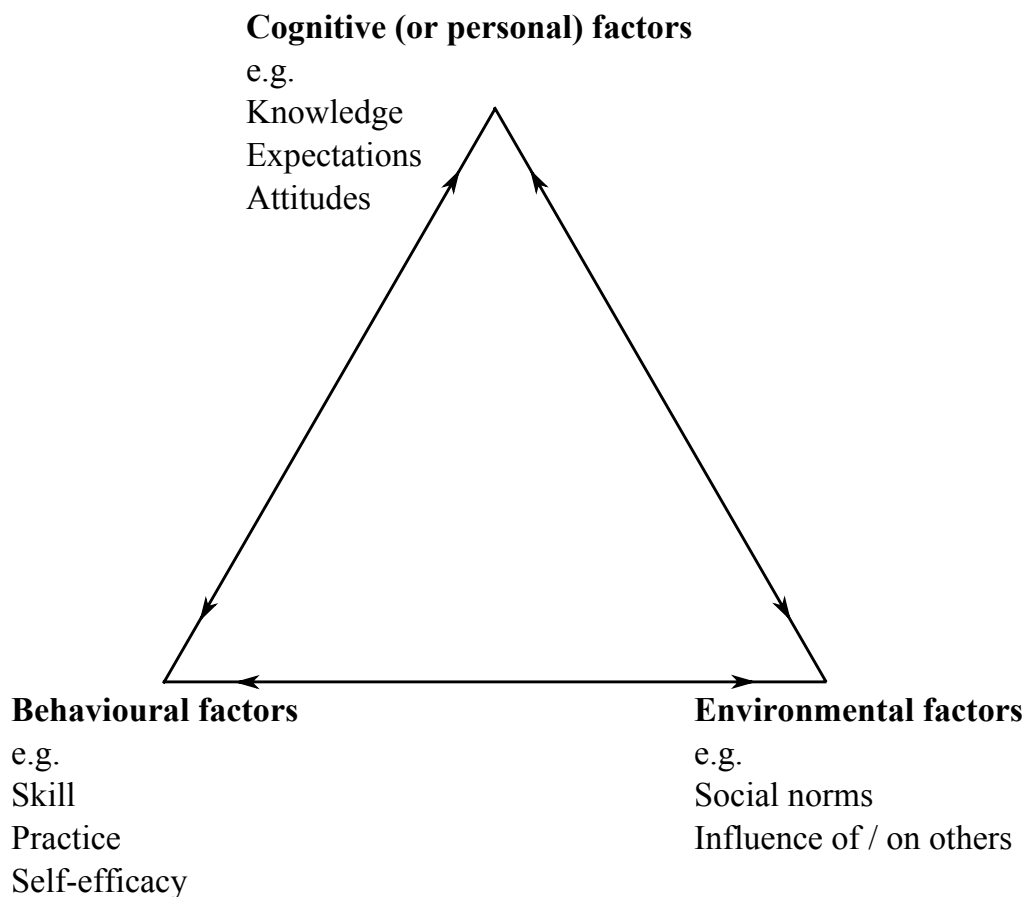 Cognitive (or personal) factors
e.g.
Knowledge
Expectations
Attitudes
Behavioural factors
e.g.
Skill
Practice
Self-efficacy
Environmental factors
e.g.
Social norms
Influence of / on others